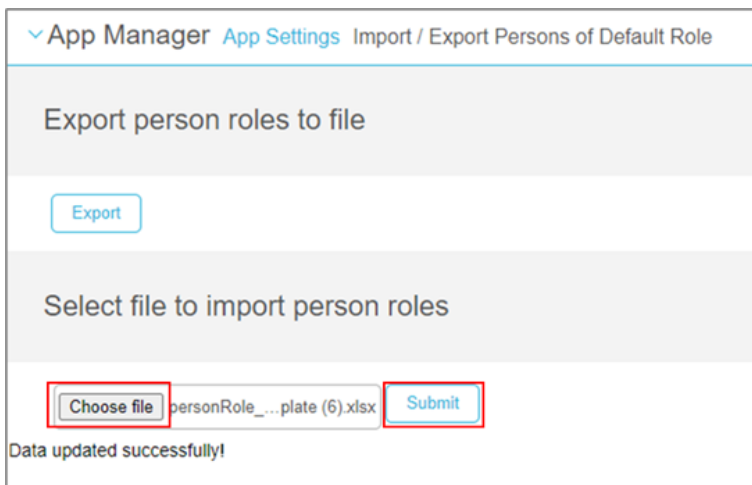 App Manager App Settings Import / Export Persons of Default Role
Export person roles to file
Export
Select file to import person roles
Choose file personRole_...plate (6).xlsx Submit
Data updated successfully!